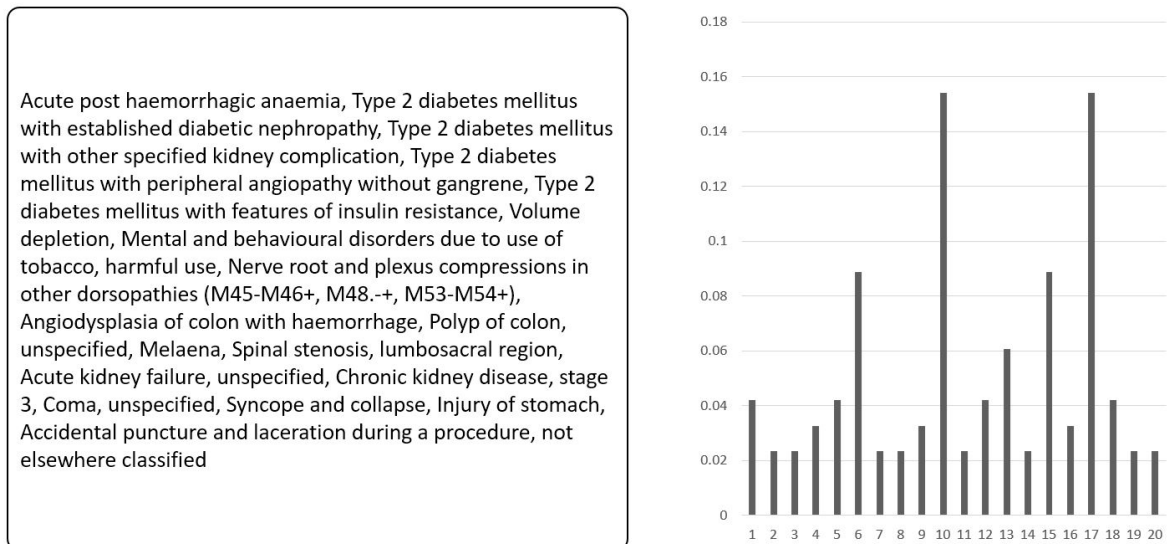 Acute post haemorrhagic anaemia, Type 2 diabetes mellitus
with established diabetic nephropathy, Type 2 diabetes mellitus
with other specified kidney complication, Type 2 diabetes
mellitus with peripheral angiopathy without gangrene, Type 2
diabetes mellitus with features of insulin resistance, Volume
depletion, Mental and behavioural disorders due to use of
tobacco, harmful use, Nerve root and plexus compressions in
other dorsopathies (M45-M46+, M48.-+, M53-M54+),
Angiodysplasia of colon with haemorrhage, Polyp of colon,
unspecified, Melaena, Spinal stenosis, lumbosacral region,
Acute kidney failure, unspecified, Chronic kidney disease, stage
3, Coma, unspecified, Syncope and collapse, Injury of stomach,
Accidental puncture and laceration during a procedure, not
elsewhere classified
0.18
0.16
0.14
0.12
0.1
0.08
0.06
0.04
0.02
0
1 2 3 4 5 6 7 8 9 10 11 12 13 14 15 16 17 18 19 20